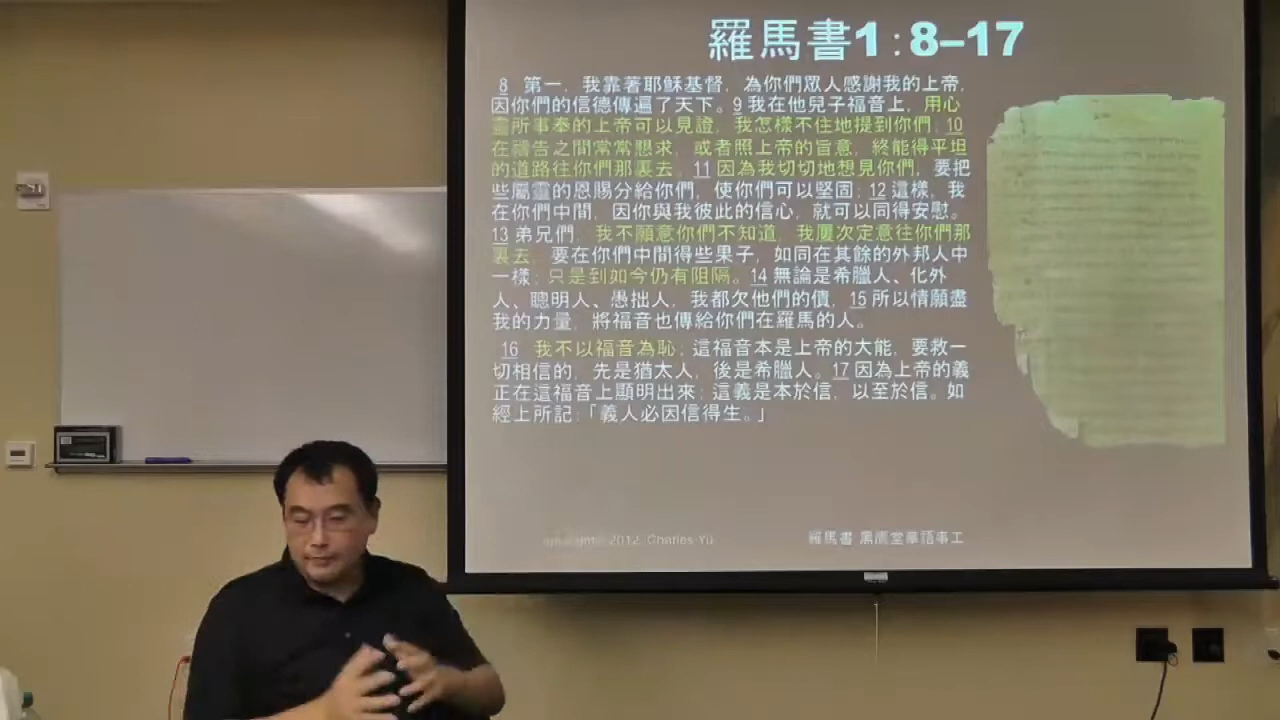 羅馬書1:8–17
8 第一，我靠著耶穌基督，為你們眾人感謝我的上帝，
因你們的信德傳遍了天下。9 我在他兒子福音上，用心
靈所事奉的上帝可以見證，我怎樣不住地提到你們；10
在禱告之間常常懇求，或者照上帝的旨意，終能得平坦
的道路往你們那裏去。11 因為我切切地想見你們，要把
些屬靈的恩賜分給你們，使你們可以堅固；12 這樣，我
在你們中間，因你與我彼此的信心，就可以同得安慰。
13 弟兄們，我不願意你們不知道，我屢次定意往你們那
裏去，要在你們中間得些果子，如同在其餘的外邦人中
一樣；只是到如今仍有阻隔。14 無論是希臘人、化外
人、聰明人、愚拙人，我都欠他們的債，15 所以情願盡
我的力量，將福音也傳給你們在羅馬的人。
16 我不以福音為恥；這福音本是上帝的大能，要救一
切相信的，先是猶太人，後是希臘人。17 因為上帝的義
正在這福音上顯明出來；這義是本於信，以至於信。如
經上所記：「義人必因信得生。」
2012, Charles Yu
羅馬書 萬國堂華語事工